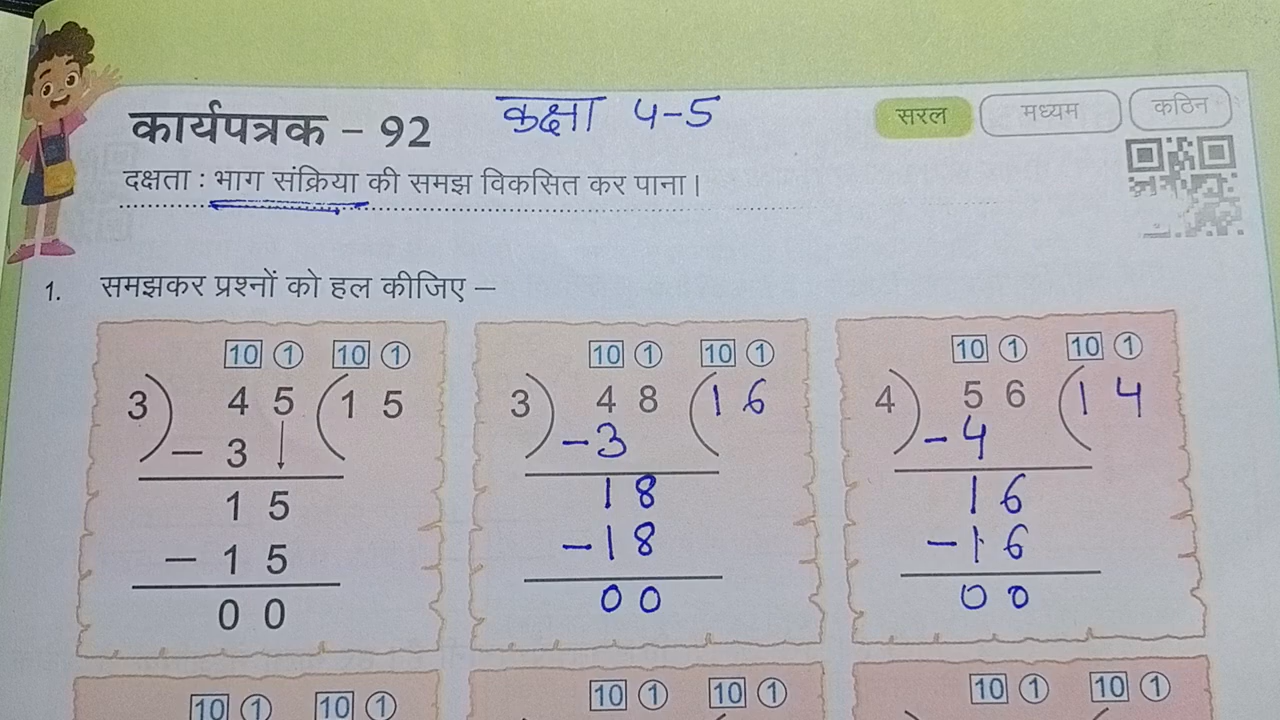 कार्यपत्रक – 92 कक्षा 4-5 सरल मध्यम कठिन
दक्षता : भाग संक्रिया की समझ विकसित कर पाना।
1. समझकर प्रश्नों को हल कीजिए –
10 1 10 1
3) 45 (15
– 3
15
– 15
00
10 1 10 1
3) 48 (16
-3
18
-18
00
10 1 10 1
4) 56 (14
-4
16
-16
00
10 1 10 1
10 1 10 1
10 1 10 1